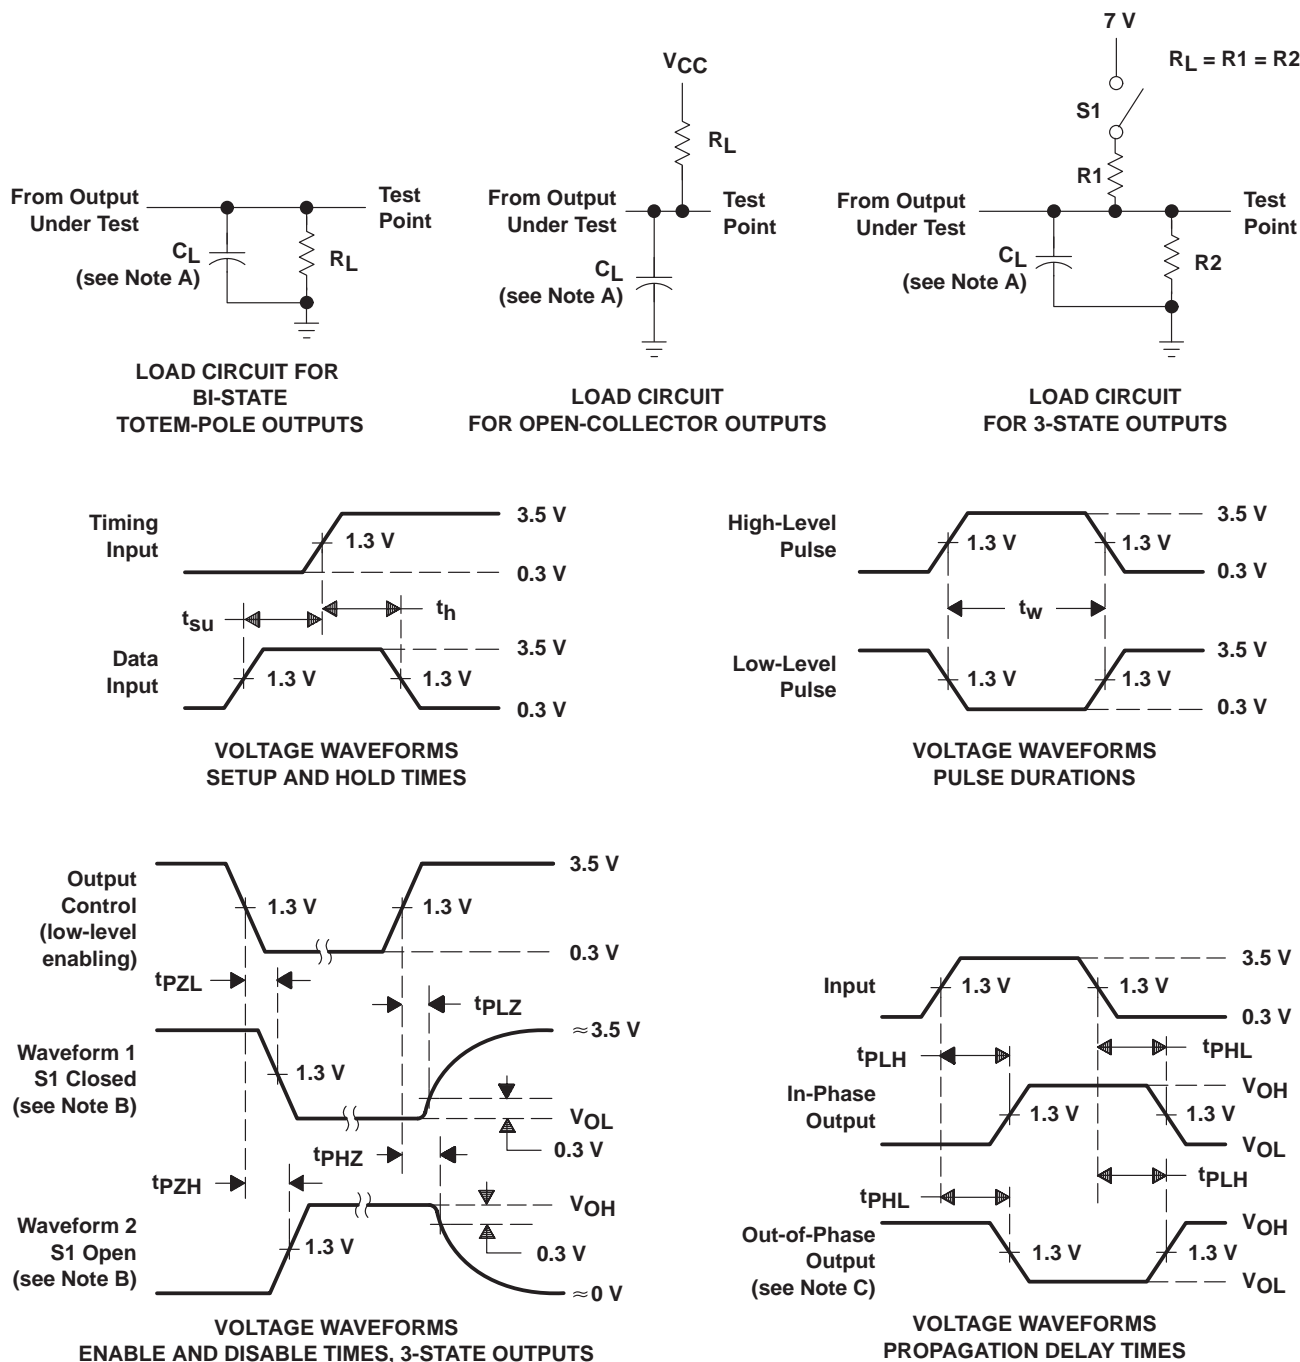 7 V
RL = R1 = R2
S1
R1
From Output
Under Test
Test
Point
CL
(see Note A)
R2
LOAD CIRCUIT
FOR 3-STATE OUTPUTS
VCC
RL
From Output
Under Test
Test
Point
CL
(see Note A)
LOAD CIRCUIT
FOR OPEN-COLLECTOR OUTPUTS
From Output
Under Test
Test
Point
CL
(see Note A)
RL
LOAD CIRCUIT FOR
BI-STATE
TOTEM-POLE OUTPUTS
Timing
Input
1.3 V
3.5 V
0.3 V
tsu
th
Data
Input
1.3 V
1.3 V
3.5 V
0.3 V
VOLTAGE WAVEFORMS
SETUP AND HOLD TIMES
High-Level
Pulse
1.3 V
1.3 V
3.5 V
0.3 V
tw
Low-Level
Pulse
1.3 V
1.3 V
3.5 V
0.3 V
VOLTAGE WAVEFORMS
PULSE DURATIONS
Output
Control
(low-level
enabling)
1.3 V
1.3 V
3.5 V
0.3 V
tPZL
tPLZ
Waveform 1
S1 Closed
(see Note B)
1.3 V
≈3.5 V
VOL
0.3 V
tPHZ
tPZH
Waveform 2
S1 Open
(see Note B)
1.3 V
VOH
0.3 V
≈0 V
VOLTAGE WAVEFORMS
ENABLE AND DISABLE TIMES, 3-STATE OUTPUTS
Input
1.3 V
1.3 V
3.5 V
0.3 V
tPLH
tPHL
In-Phase
Output
1.3 V
1.3 V
VOH
VOL
tPHL
tPLH
Out-of-Phase
Output
(see Note C)
1.3 V
1.3 V
VOH
VOL
VOLTAGE WAVEFORMS
PROPAGATION DELAY TIMES